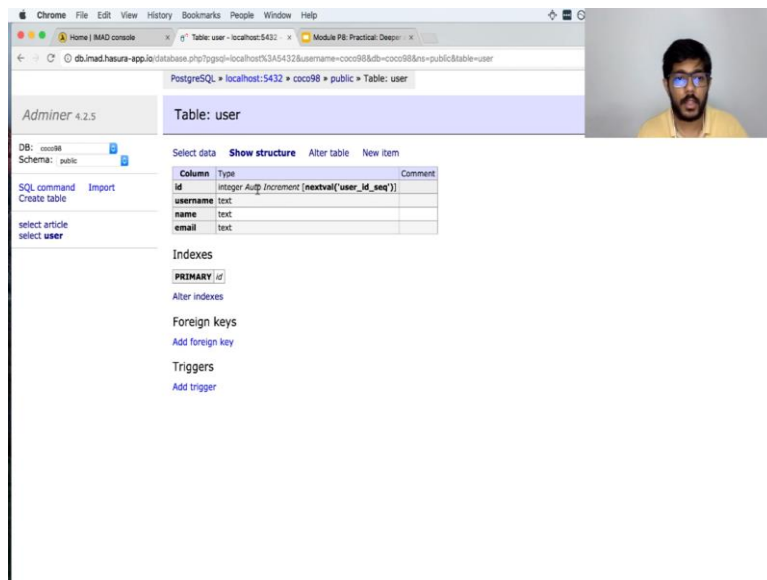 Chrome File Edit View History Bookmarks People Window Help
Home | IMAD console
Table: user - localhost:5432 -
Module P8: Practical: Deeper
db.imad.hasura-app.io/database.php?pgsql=localhost%3A5432&username=coco98&db=coco98&ns=public&table=user
PostgreSQL » localhost:5432 » coco98 » public » Table: user
Adminer 4.2.5
Table: user
DB: coco98
Schema: public
Select data Show structure Alter table New item
SQL command Import
Create table
select article
select user
Column Type Comment
id integer Auto Increment [nextval('user_id_seq')]
username text
name text
email text
Indexes
PRIMARY id
Alter indexes
Foreign keys
Add foreign key
Triggers
Add trigger